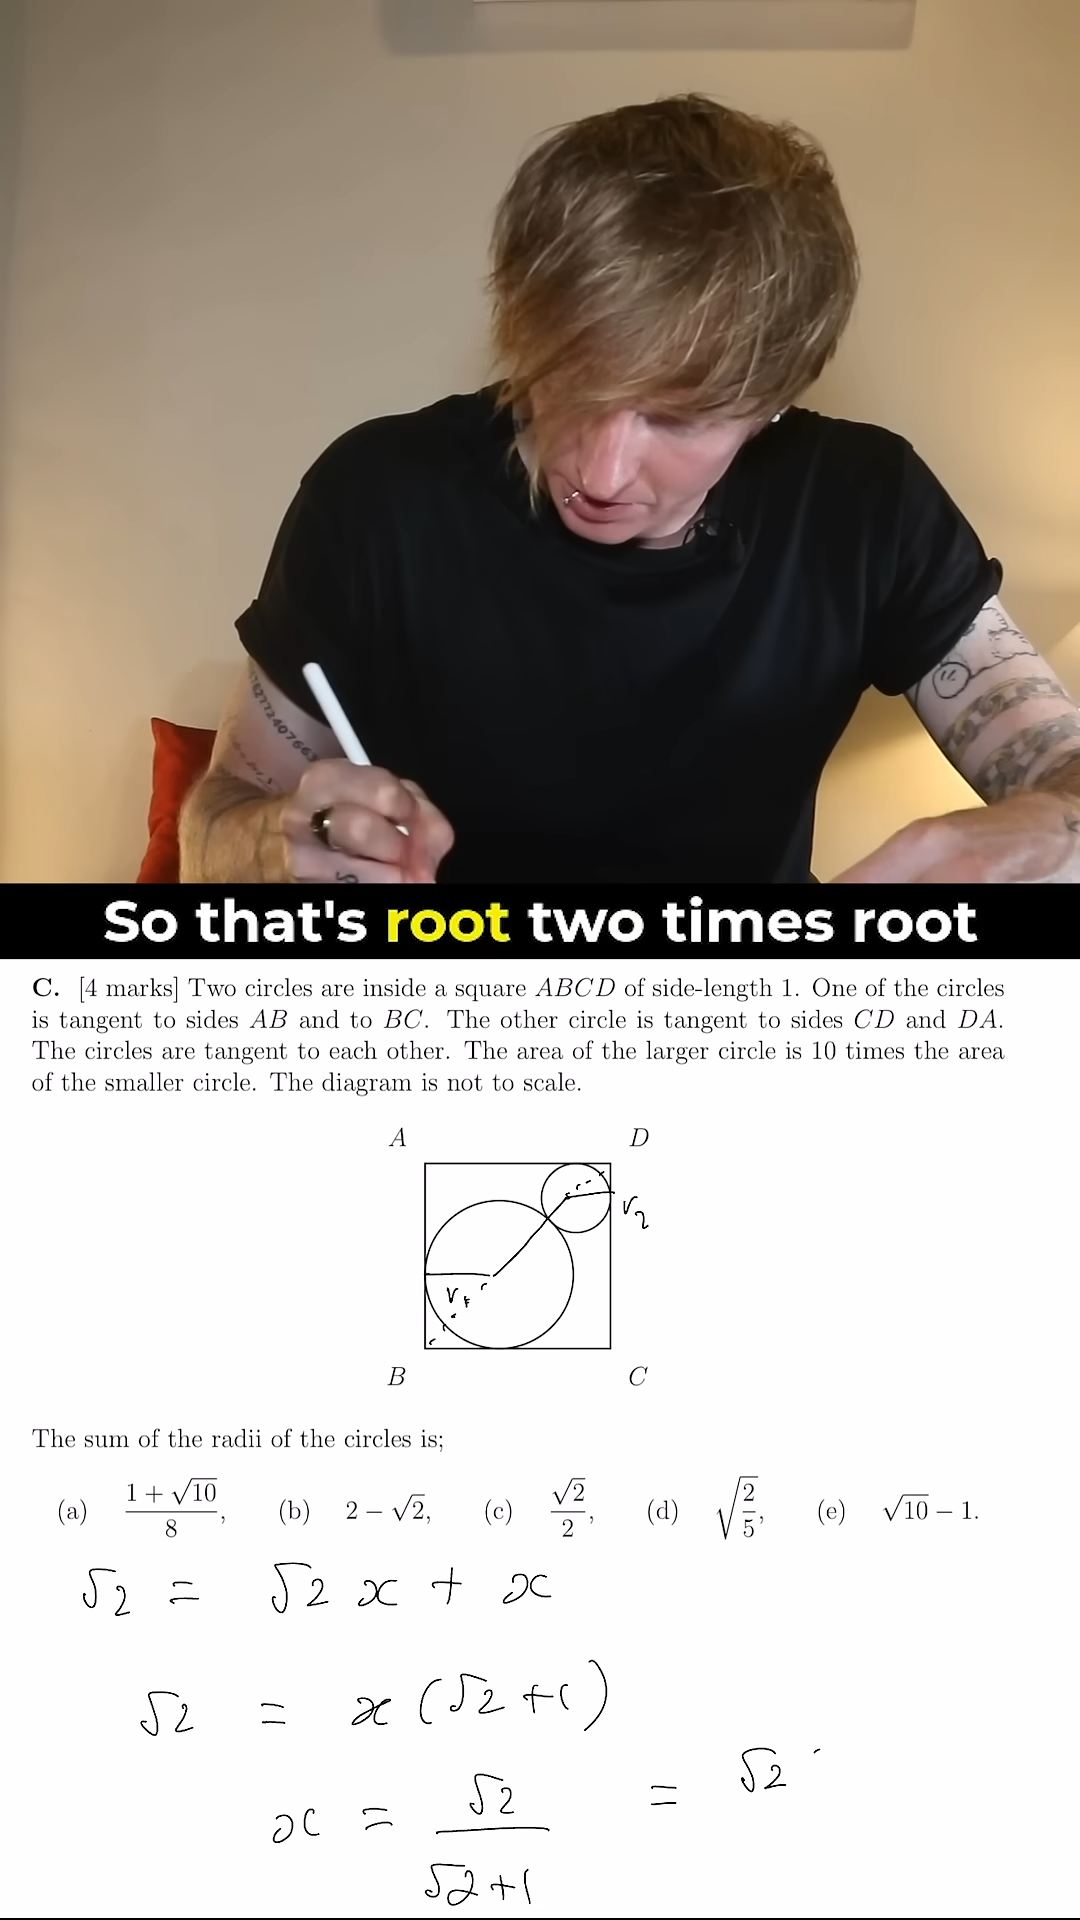 So that's root two times root
C. [4 marks] Two circles are inside a square ABCD of side-length 1. One of the circles
is tangent to sides AB and to BC. The other circle is tangent to sides CD and DA.
The circles are tangent to each other. The area of the larger circle is 10 times the area
of the smaller circle. The diagram is not to scale.
A D
r₂
r₁
B C
The sum of the radii of the circles is;
(a) (1 + √10)/8, (b) 2 − √2, (c) √2/2, (d) √(2/5), (e) √10 − 1.
√2 = √2 x + x
√2 = x (√2 + 1)
x = √2/(√2 + 1) = √2